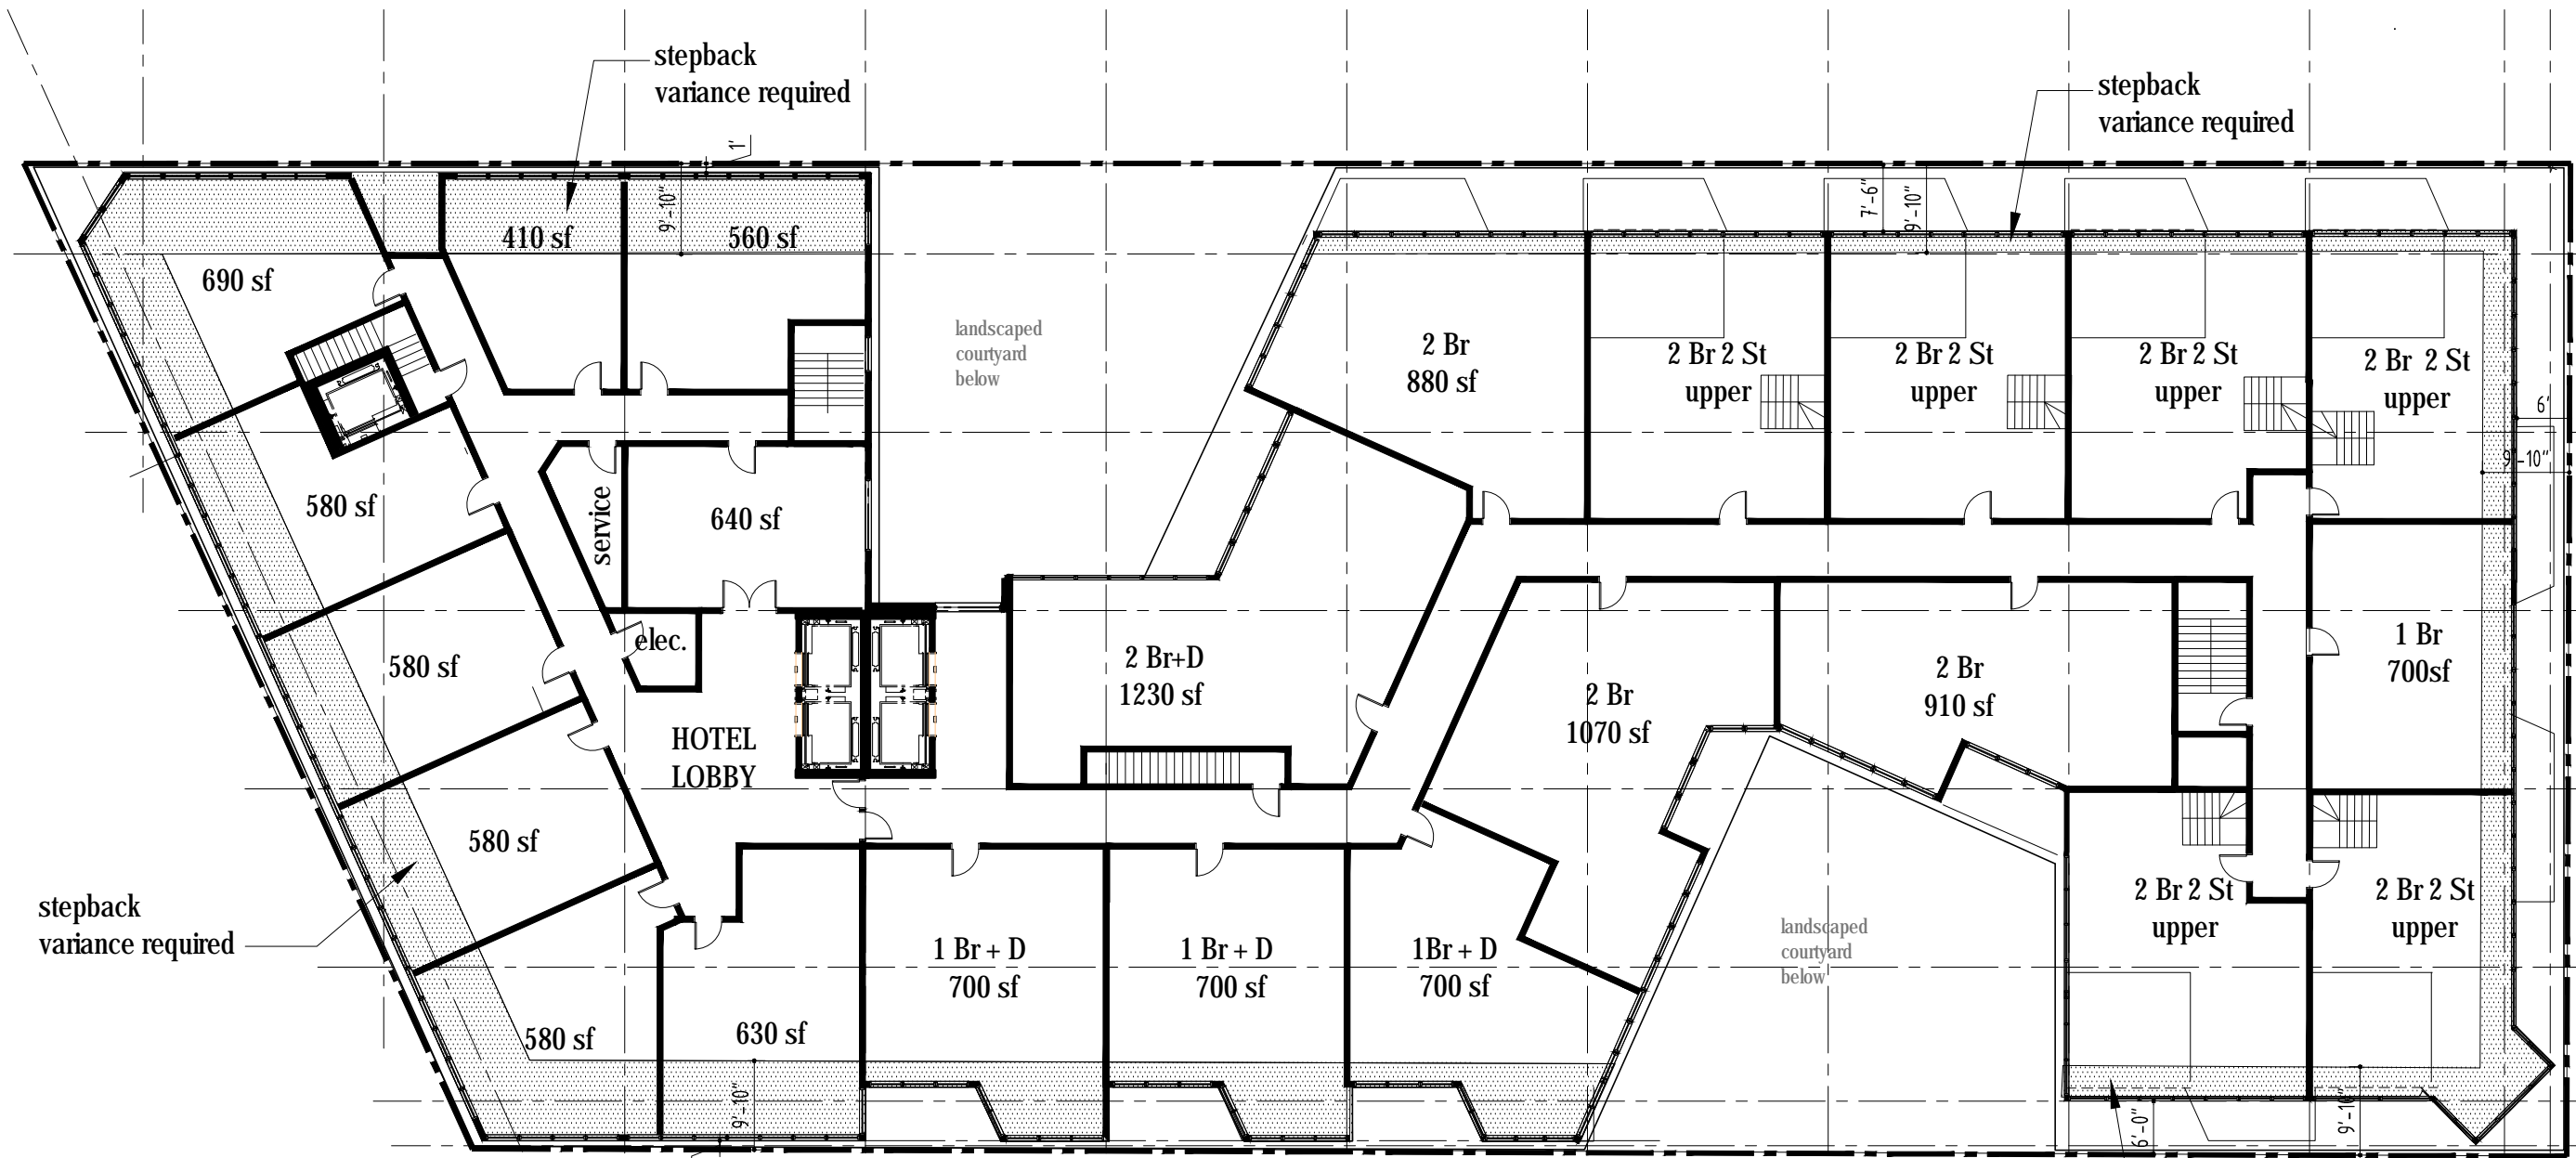 stepback
variance required
stepback
variance required
1'
9'-10"
7'-6"
9'-10"
410 sf
560 sf
690 sf
landscaped
courtyard
below
2 Br
880 sf
2 Br 2 St
upper
2 Br 2 St
upper
2 Br 2 St
upper
2 Br 2 St
upper
6'
9'-10"
580 sf
service
640 sf
580 sf
elec.
2 Br+D
1230 sf
2 Br
1070 sf
2 Br
910 sf
1 Br
700sf
HOTEL
LOBBY
580 sf
stepback
variance required
1 Br + D
700 sf
1 Br + D
700 sf
1Br + D
700 sf
landscaped
courtyard
below
2 Br 2 St
upper
2 Br 2 St
upper
580 sf
630 sf
9'-10"
6'-0"
9'-10"